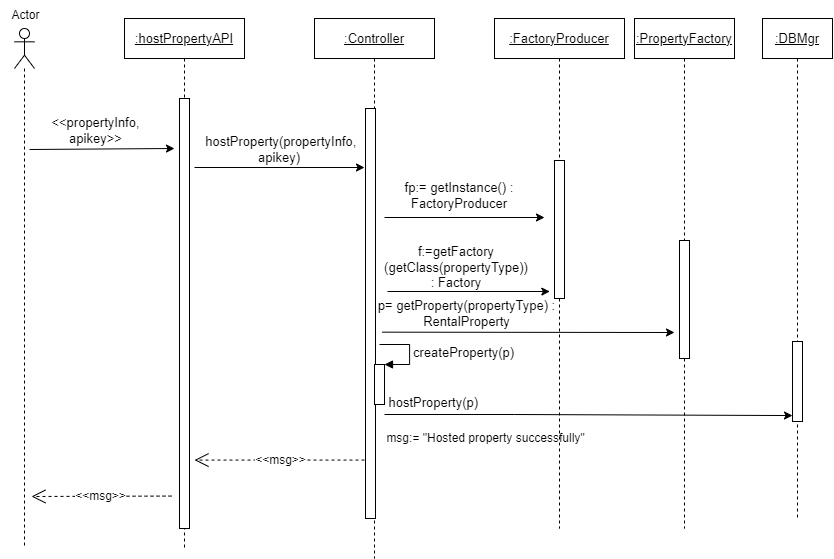 Actor
:hostPropertyAPI
:Controller
:FactoryProducer
:PropertyFactory
:DBMgr
<<propertyInfo,
apikey>>
hostProperty(propertyInfo,
apikey)
fp:= getInstance() :
FactoryProducer
f:=getFactory
(getClass(propertyType))
: Factory
p= getProperty(propertyType) :
RentalProperty
createProperty(p)
hostProperty(p)
msg:= "Hosted property successfully"
<<msg>>
<<msg>>